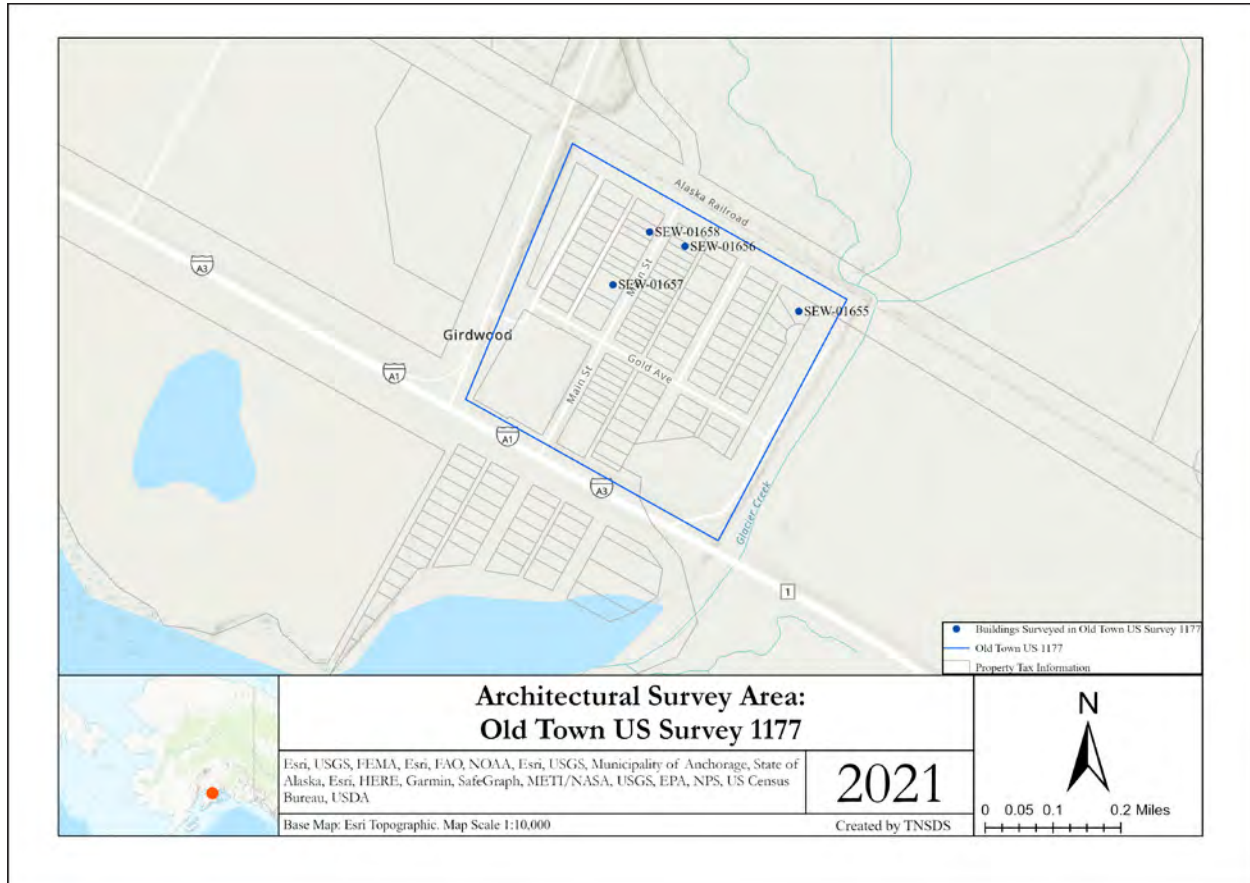 Alaska Railroad
SEW-01658
SEW-01656
Main St
SEW-01657
SEW-01655
A3
Girdwood
Gold Ave
A1
Main St
A1
A3
Glacier Creek
1
Buildings Surveyed in Old Town US Survey 1177
Old Town US 1177
Property Tax Information
Architectural Survey Area:
Old Town US Survey 1177
Esri, USGS, FEMA, Esri, FAO, NOAA, Esri, USGS, Municipality of Anchorage, State of
Alaska, Esri, HERE, Garmin, SafeGraph, METI/NASA, USGS, EPA, NPS, US Census
Bureau, USDA
2021
Base Map: Esri Topographic. Map Scale 1:10,000
Created by TNSDS
N
0 0.05 0.1 0.2 Miles